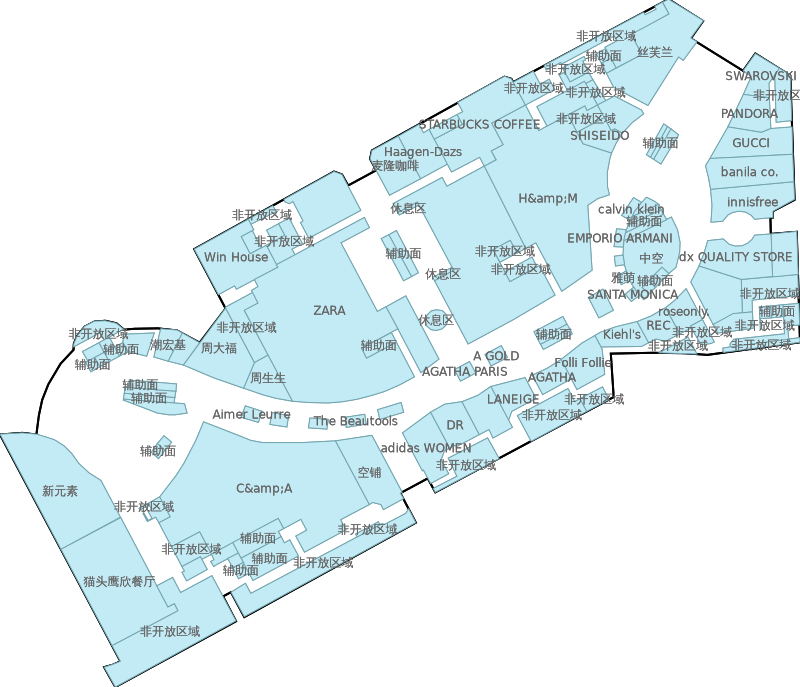 非开放区域
辅助面
丝芙兰
非开放区域
SWAROVSKI
非开放区域
非开放区
非开放区域
PANDORA
STARBUCKS COFFEE
非开放区域
SHISEIDO
辅助面
GUCCI
Haagen-Dazs
麦隆咖啡
banila co.
H&amp;M
innisfree
休息区
calvin klein
非开放区域
辅助面
非开放区域
EMPORIO ARMANI
Win House
辅助面
非开放区域
中空
dx QUALITY STORE
非开放区域
休息区
雅萌
辅助面
SANTA MONICA
非开放区域
ZARA
roseonly.
辅助面
休息区
REC
非开放区域
非开放区域
非开放区域
Kiehl's
非开放区域
辅助面
潮宏基
周大福
辅助面
辅助面
非开放区域
非开放区域
A GOLD
辅助面
Folli Follie
AGATHA PARIS
周生生
AGATHA
辅助面
辅助面
LANEIGE
非开放区域
Aimer Leurre
The Beautools
非开放区域
DR
adidas WOMEN
辅助面
非开放区域
空铺
新元素
C&amp;A
非开放区域
非开放区域
辅助面
非开放区域
辅助面
非开放区域
辅助面
猫头鹰欣餐厅
非开放区域